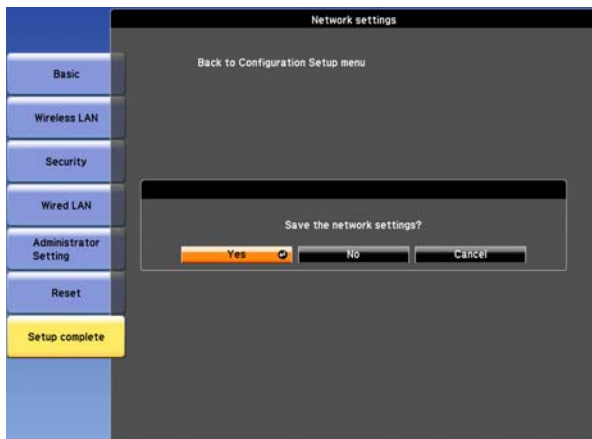 Network settings
Back to Configuration Setup menu
Basic
Wireless LAN
Security
Wired LAN
Administrator
Setting
Reset
Setup complete
Save the network settings?
Yes
No
Cancel